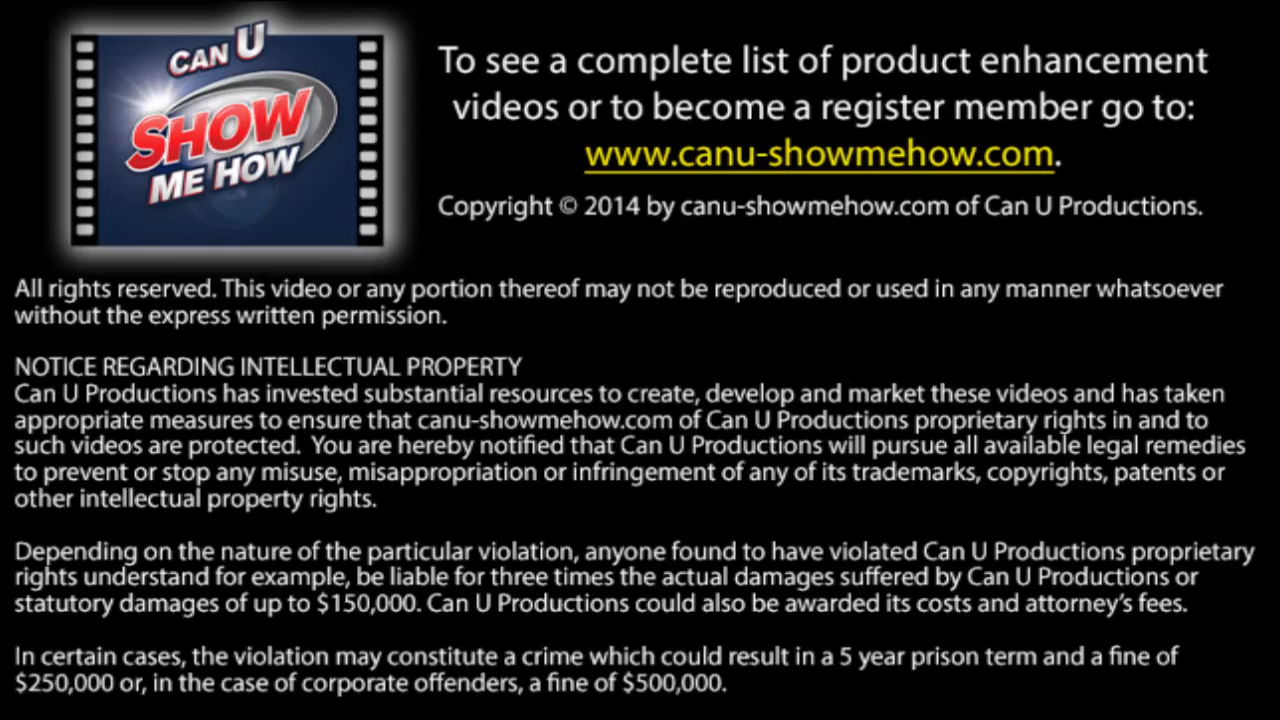 CAN U
SHOW
ME HOW
To see a complete list of product enhancement
videos or to become a register member go to:
www.canu-showmehow.com.
Copyright © 2014 by canu-showmehow.com of Can U Productions.
All rights reserved. This video or any portion thereof may not be reproduced or used in any manner whatsoever
without the express written permission.
NOTICE REGARDING INTELLECTUAL PROPERTY
Can U Productions has invested substantial resources to create, develop and market these videos and has taken
appropriate measures to ensure that canu-showmehow.com of Can U Productions proprietary rights in and to
such videos are protected.  You are hereby notified that Can U Productions will pursue all available legal remedies
to prevent or stop any misuse, misappropriation or infringement of any of its trademarks, copyrights, patents or
other intellectual property rights.
Depending on the nature of the particular violation, anyone found to have violated Can U Productions proprietary
rights understand for example, be liable for three times the actual damages suffered by Can U Productions or
statutory damages of up to $150,000. Can U Productions could also be awarded its costs and attorney's fees.
In certain cases, the violation may constitute a crime which could result in a 5 year prison term and a fine of
$250,000 or, in the case of corporate offenders, a fine of $500,000.